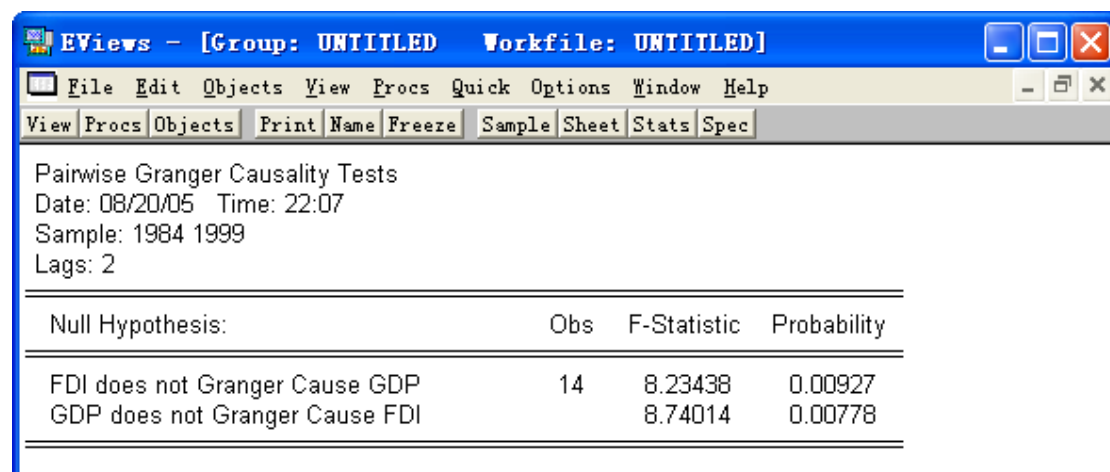 EViews - [Group: UNTITLED Workfile: UNTITLED]
File Edit Objects View Procs Quick Options Window Help
View Procs Objects Print Name Freeze Sample Sheet Stats Spec
Pairwise Granger Causality Tests
Date: 08/20/05 Time: 22:07
Sample: 1984 1999
Lags: 2
Null Hypothesis: Obs F-Statistic Probability
FDI does not Granger Cause GDP 14 8.23438 0.00927
GDP does not Granger Cause FDI 8.74014 0.00778